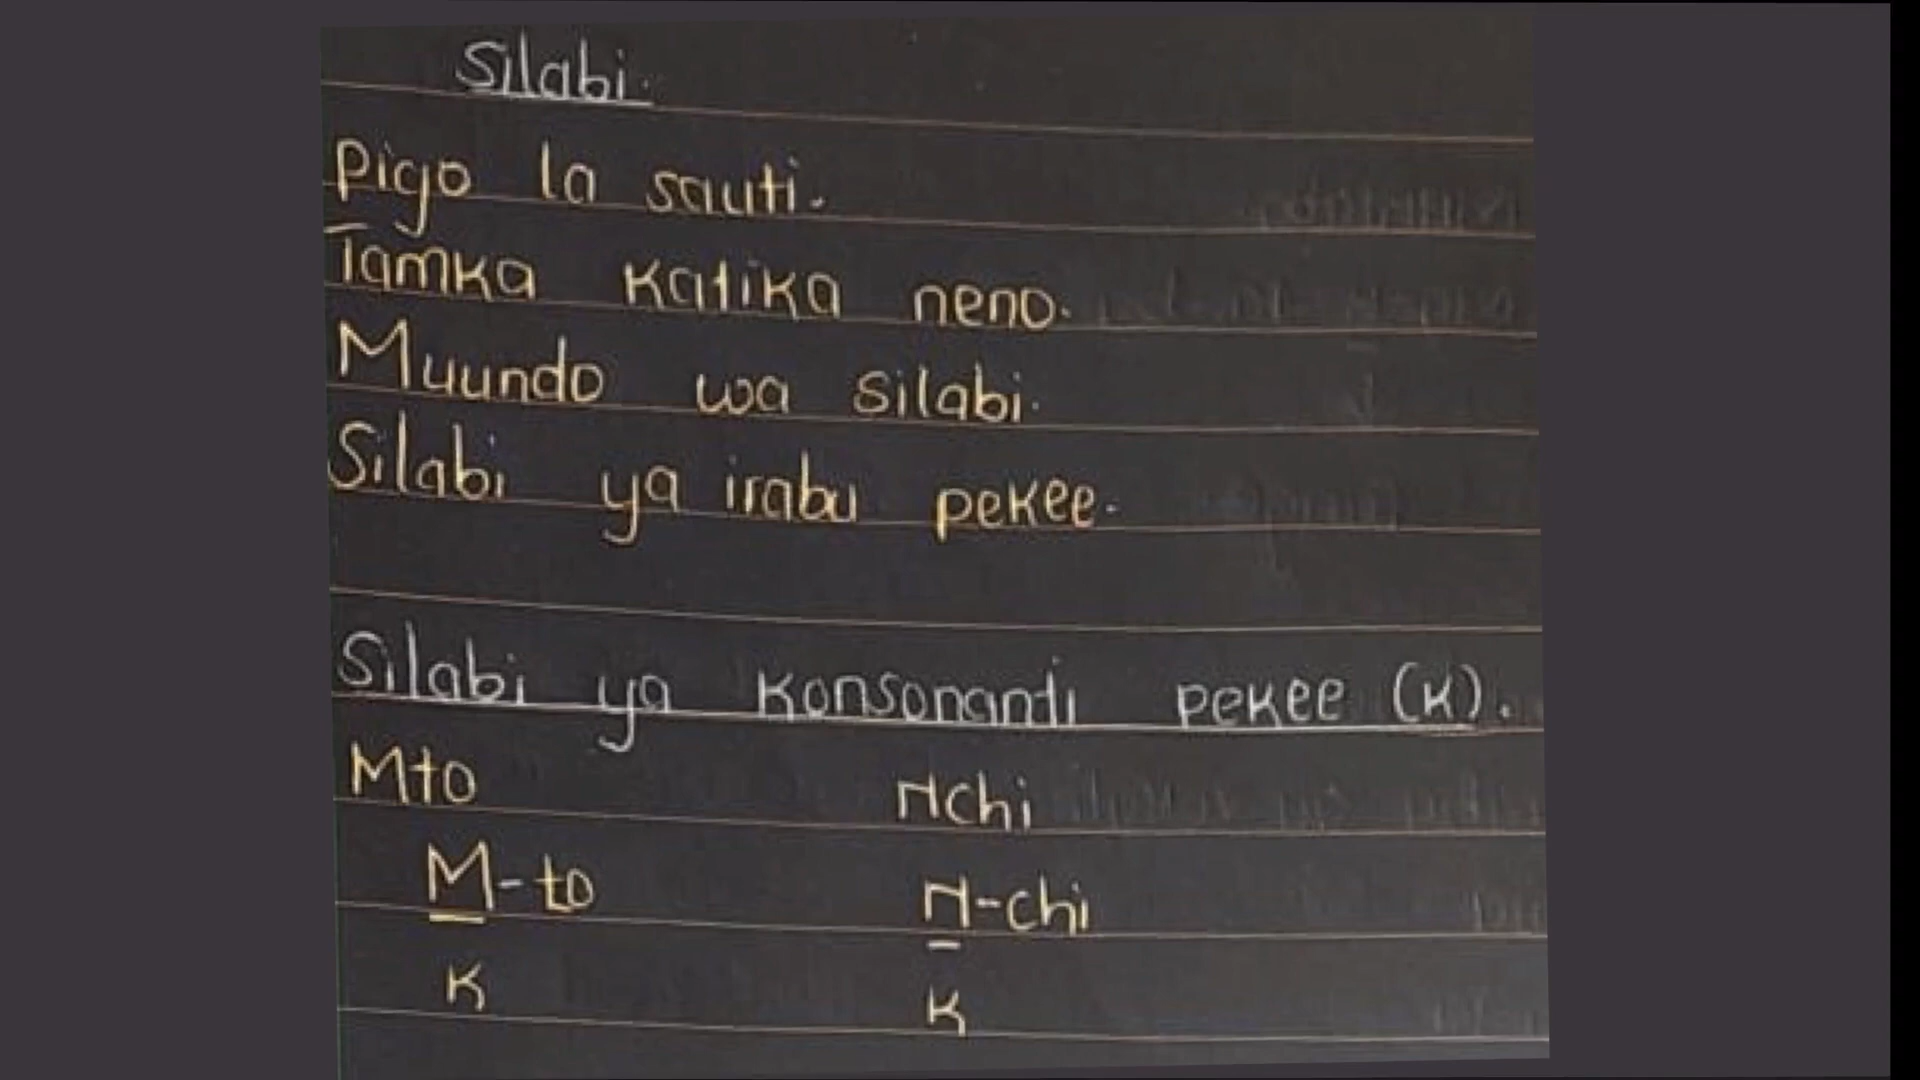 Silabi.
Pigo la sauti.
Tamka katika neno.
Muundo wa silabi.
Silabi ya irabu pekee.
Silabi ya konsonanti pekee (K).
Mto Nchi
M-to N-chi
K K